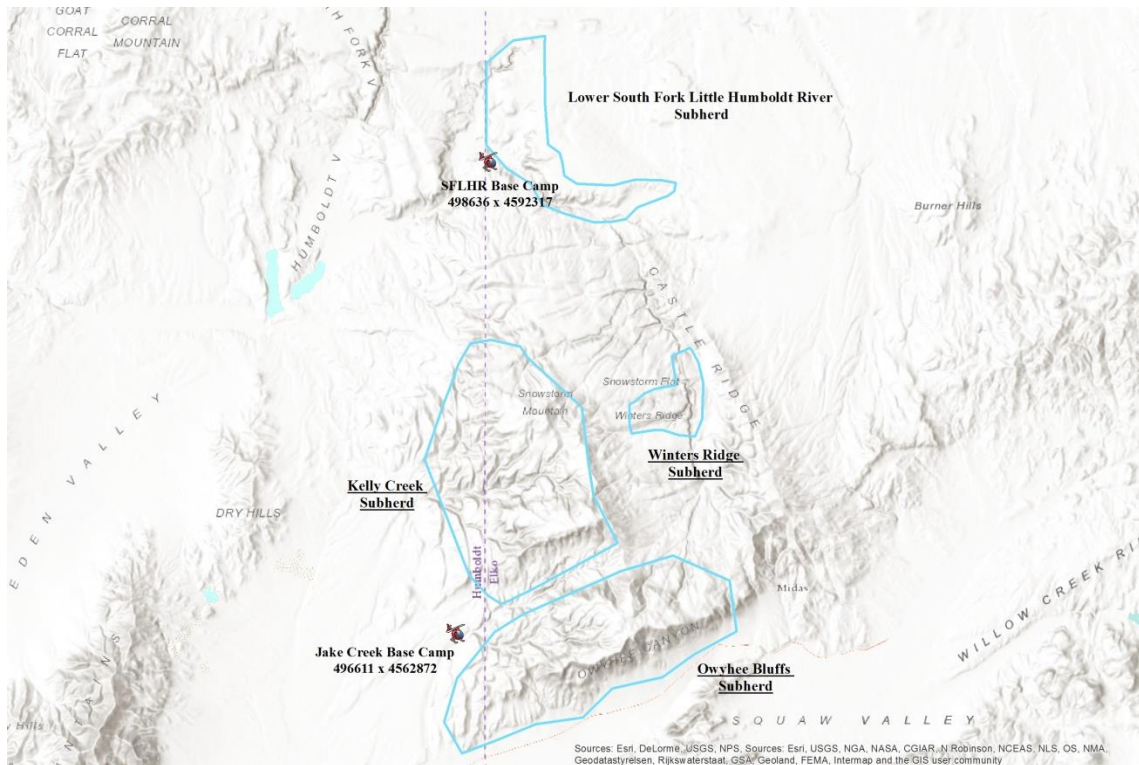 GOAT
CORRAL
FLAT
CORRAL
MOUNTAIN
FORK V
Lower South Fork Little Humboldt River
Subherd
SFLHR Base Camp
498636 x 4592317
HUMBOLDT V
Burner Hills
CASTLE RIDGE
Snowstorm Flat
Snowstorm
Mountain
Winters Ridge
Winters Ridge
Subherd
EDEN VALLEY
Kelly Creek
Subherd
DRY HILLS
Humboldt
Elko
Midas
WILLOW CREEK
Jake Creek Base Camp
496611 x 4562872
OWYHEE CANYON
Owyhee Bluffs
Subherd
SQUAW VALLEY
Hills
Sources: Esri, DeLorme, USGS, NPS, Sources: Esri, USGS, NGA, NASA, CGIAR, N Robinson, NCEAS, NLS, OS, NMA,
Geodatastyrelsen, Rijkswaterstaat, GSA, Geoland, FEMA, Intermap and the GIS user community